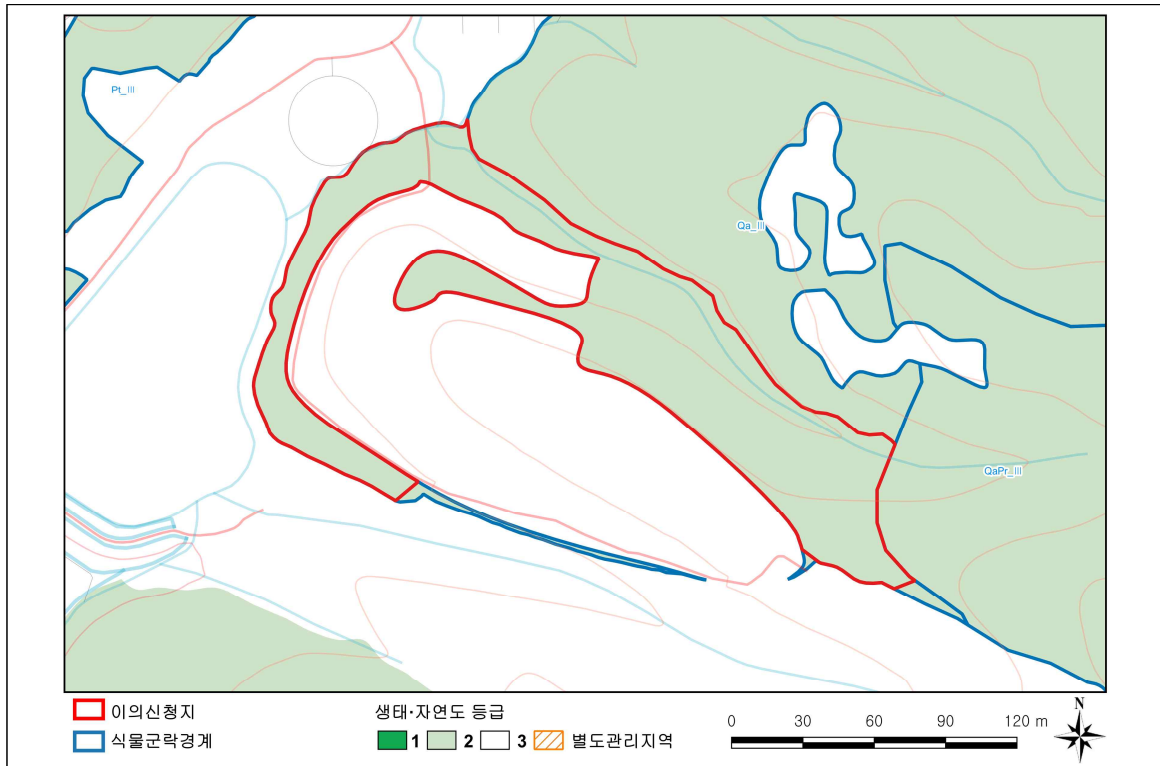 Pt_III
Qa_III
QaPr_III
이의신청지
식물군락경계
생태·자연도 등급
1 2 3 별도관리지역
0 30 60 90 120 m
N